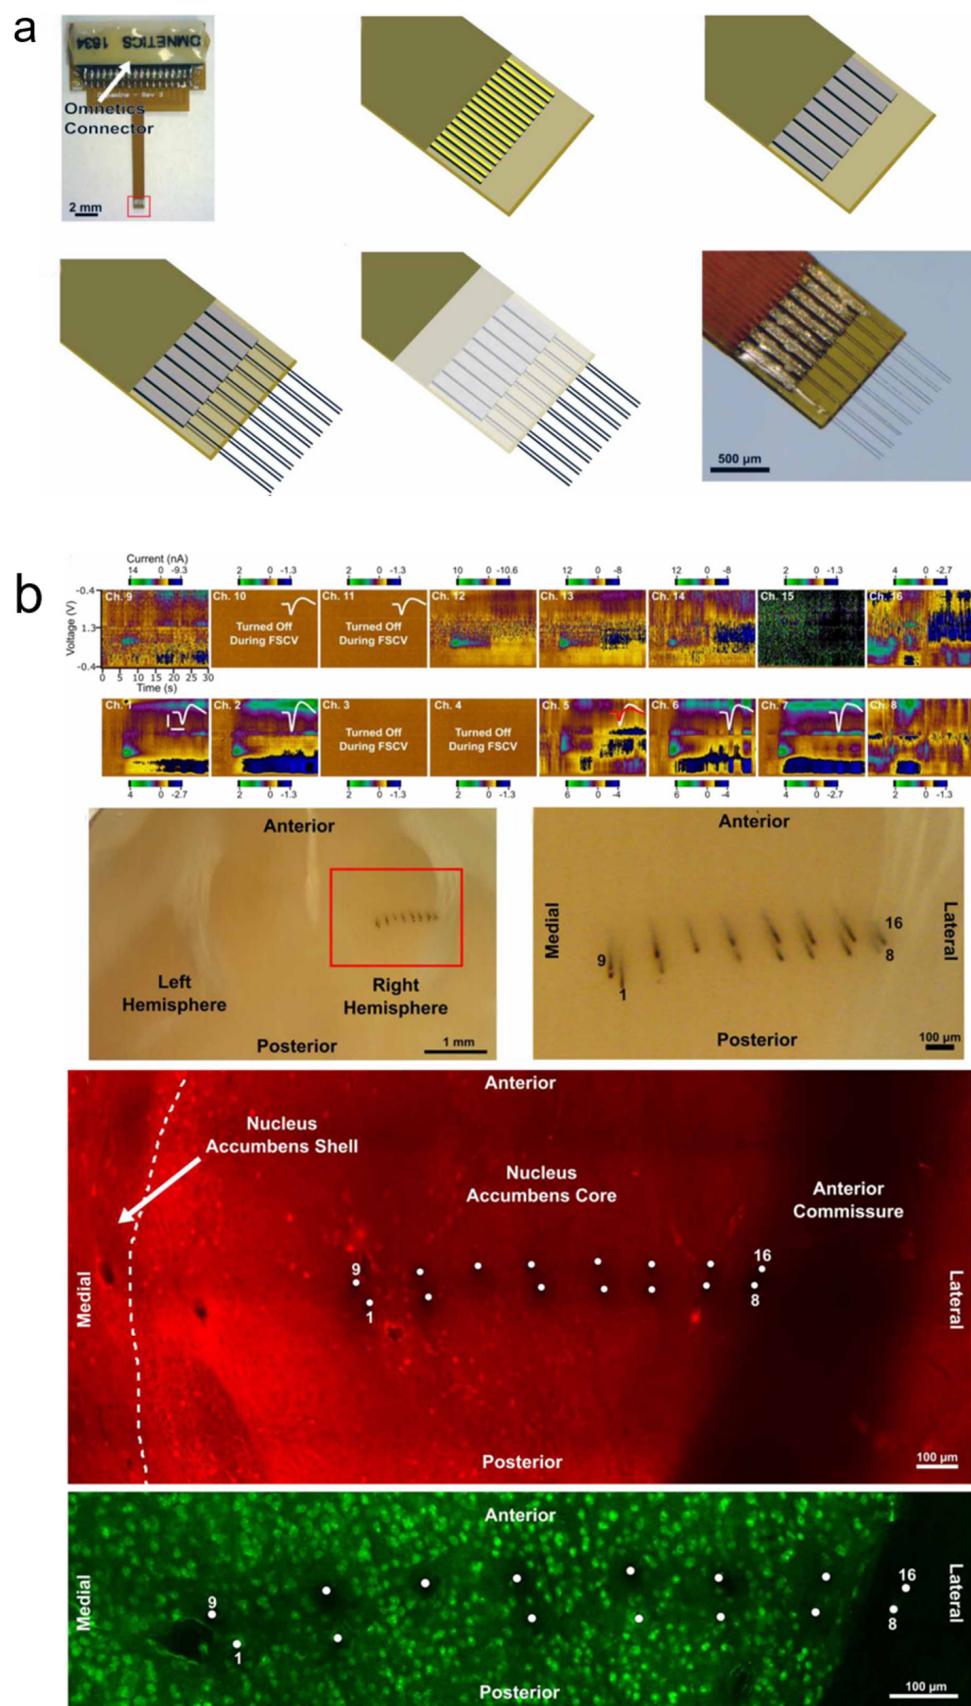 a
OMNETICS 1634
Dopamine - Rev 3
Omnetics
Connector
2 mm
500 µm
b
Current (nA)
14 0 -9.3
2 0 -1.3
2 0 -1.3
10 0 -10.6
12 0 -8
12 0 -8
2 0 -1.3
4 0 -2.7
Voltage (V)
-0.4
1.3
-0.4
Ch. 9
Ch. 10
Turned Off
During FSCV
Ch. 11
Turned Off
During FSCV
Ch. 12
Ch. 13
Ch. 14
Ch. 15
Ch. 16
0 5 10 15 20 25 30
Time (s)
Ch. 1
Ch. 2
Ch. 3
Turned Off
During FSCV
Ch. 4
Turned Off
During FSCV
Ch. 5
Ch. 6
Ch. 7
Ch. 8
4 0 -2.7
2 0 -1.3
2 0 -1.3
2 0 -1.3
6 0 -4
6 0 -4
4 0 -2.7
2 0 -1.3
Anterior
Left
Hemisphere
Right
Hemisphere
Posterior
1 mm
Anterior
Medial
Lateral
16
9
8
1
Posterior
100 µm
Anterior
Nucleus
Accumbens Shell
Nucleus
Accumbens Core
Anterior
Commissure
Medial
Lateral
9
16
1
8
Posterior
100 µm
Anterior
Medial
Lateral
9
16
1
8
Posterior
100 µm